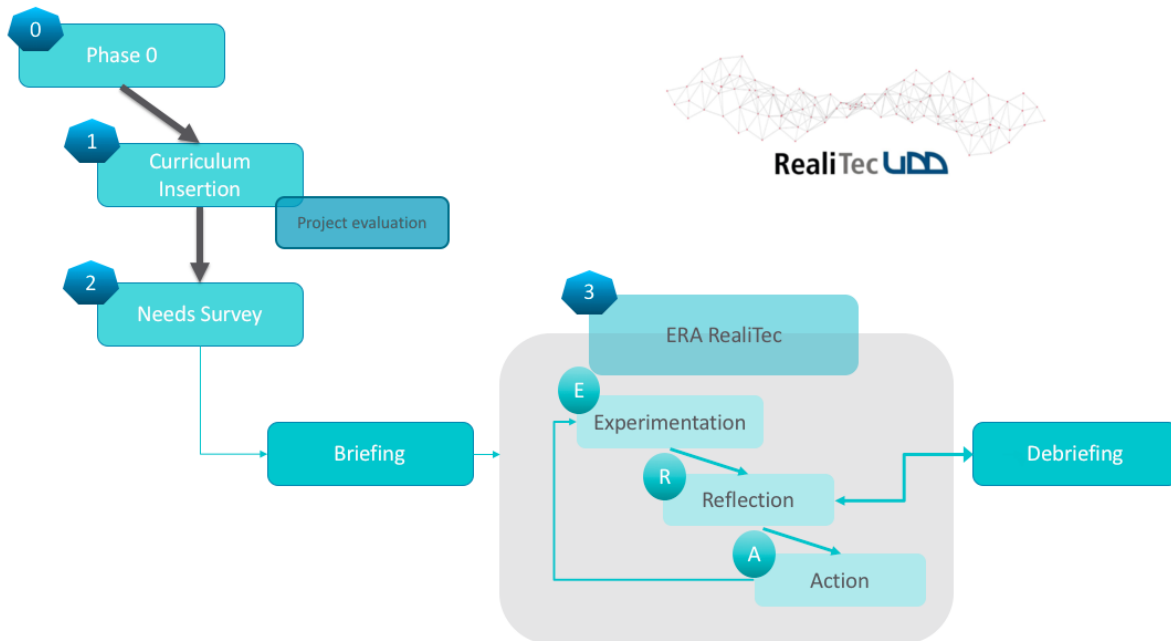 0
Phase 0
1
Curriculum
Insertion
Project evaluation
2
Needs Survey
RealiTec UDD
3
ERA RealiTec
E
Experimentation
Briefing
R
Reflection
Debriefing
A
Action